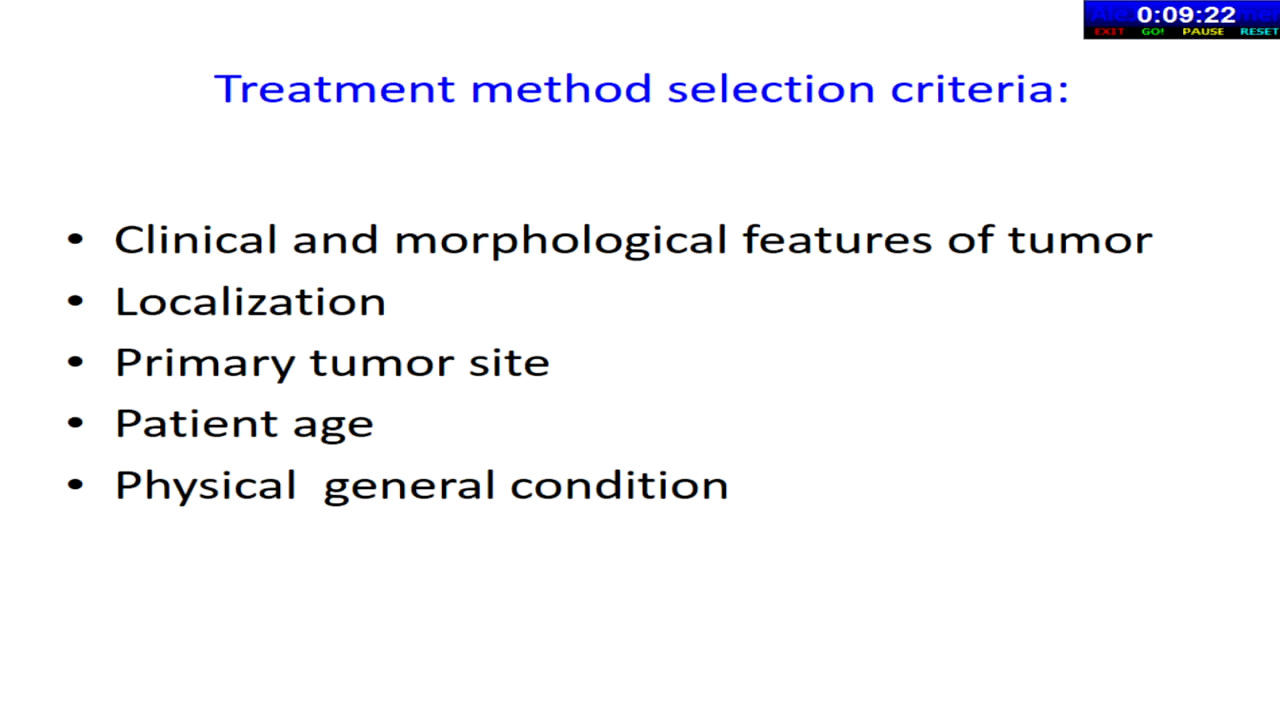 0:09:22
EXIT GO! PAUSE RESET
Treatment method selection criteria:
• Clinical and morphological features of tumor
• Localization
• Primary tumor site
• Patient age
• Physical  general condition